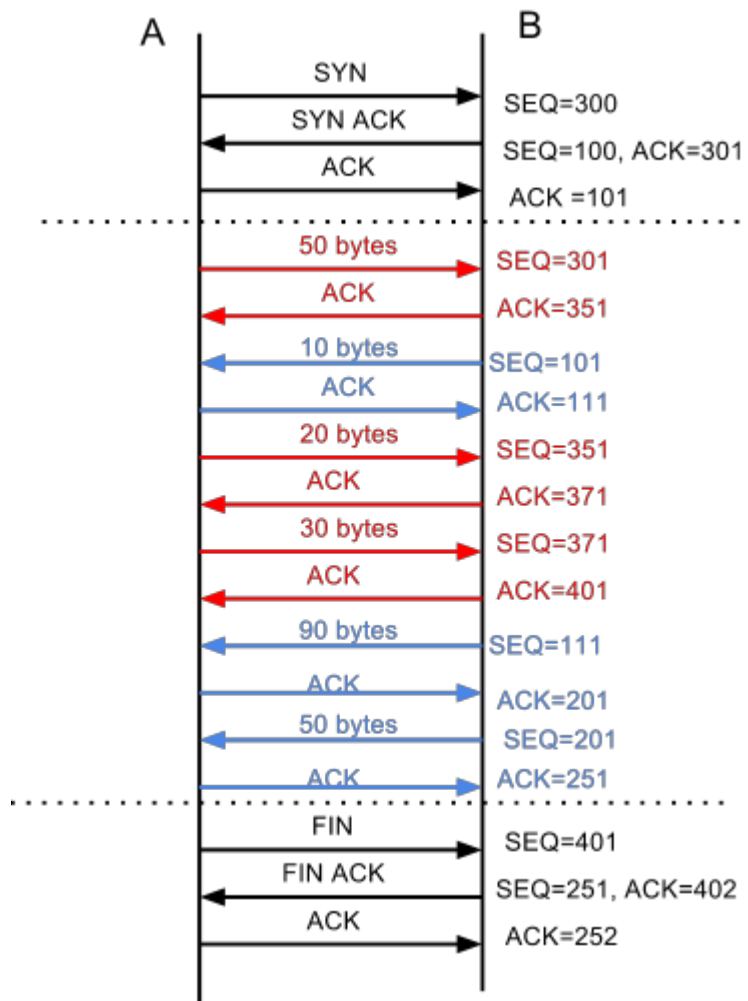 A
B
SYN
SEQ=300
SYN ACK
SEQ=100, ACK=301
ACK
ACK =101
50 bytes
SEQ=301
ACK
ACK=351
10 bytes
SEQ=101
ACK
ACK=111
20 bytes
SEQ=351
ACK
ACK=371
30 bytes
SEQ=371
ACK
ACK=401
90 bytes
SEQ=111
ACK
ACK=201
50 bytes
SEQ=201
ACK
ACK=251
FIN
SEQ=401
FIN ACK
SEQ=251, ACK=402
ACK
ACK=252